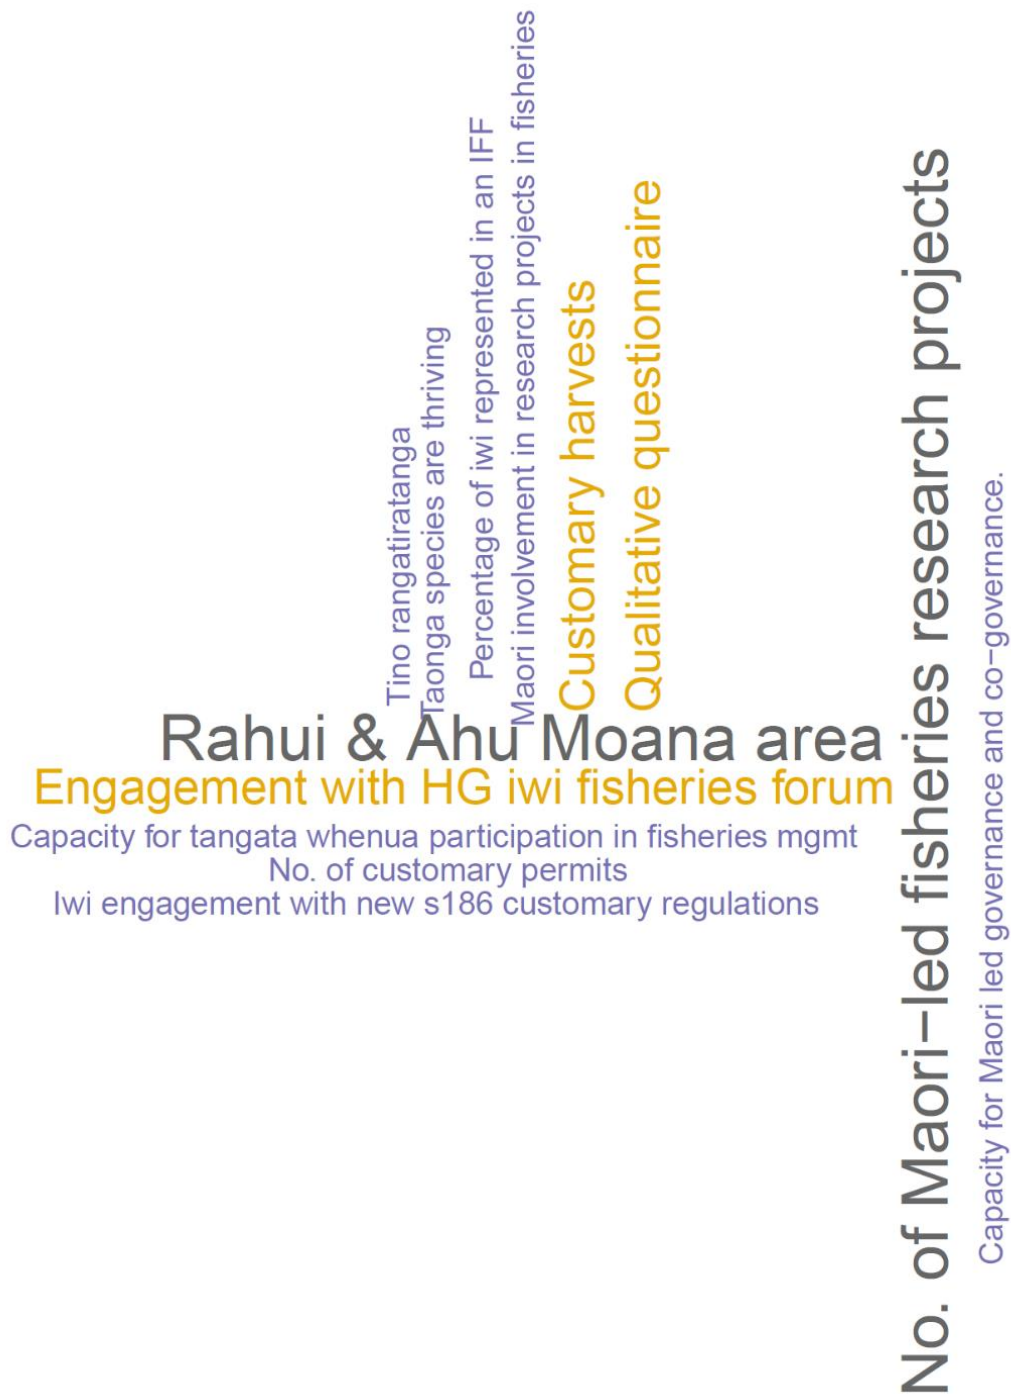 Tino rangatiratanga
Taonga species are thriving
Percentage of iwi represented in an IFF
Maori involvement in research projects in fisheries
Customary harvests
Qualitative questionnaire
Rahui & Ahu Moana area
Engagement with HG iwi fisheries forum
Capacity for tangata whenua participation in fisheries mgmt
No. of customary permits
Iwi engagement with new s186 customary regulations
No. of Maori−led fisheries research projects
Capacity for Maori led governance and co−governance.